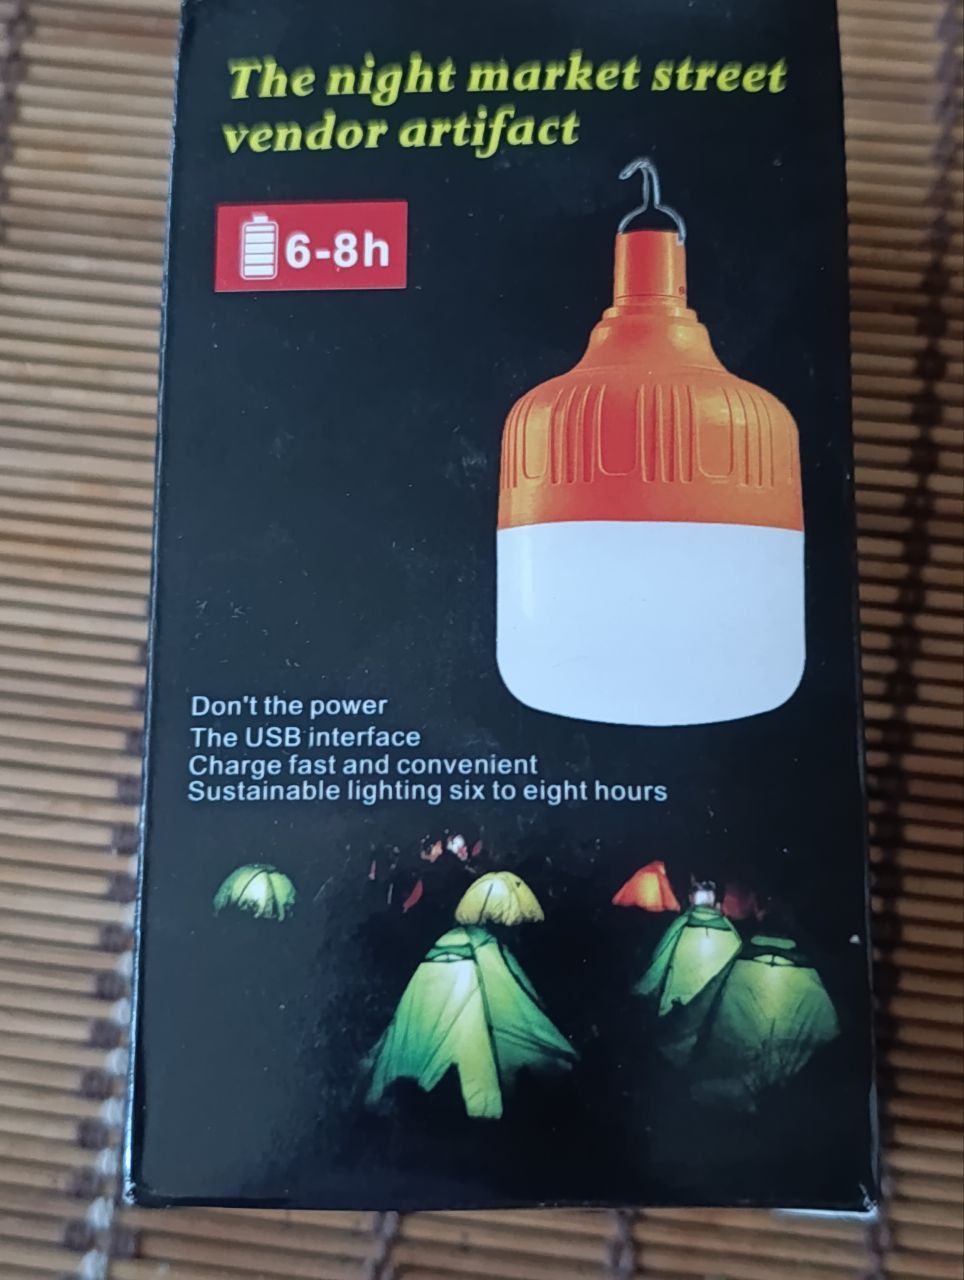 The night market street
vendor artifact
6-8h
Don't the power
The USB interface
Charge fast and convenient
Sustainable lighting six to eight hours